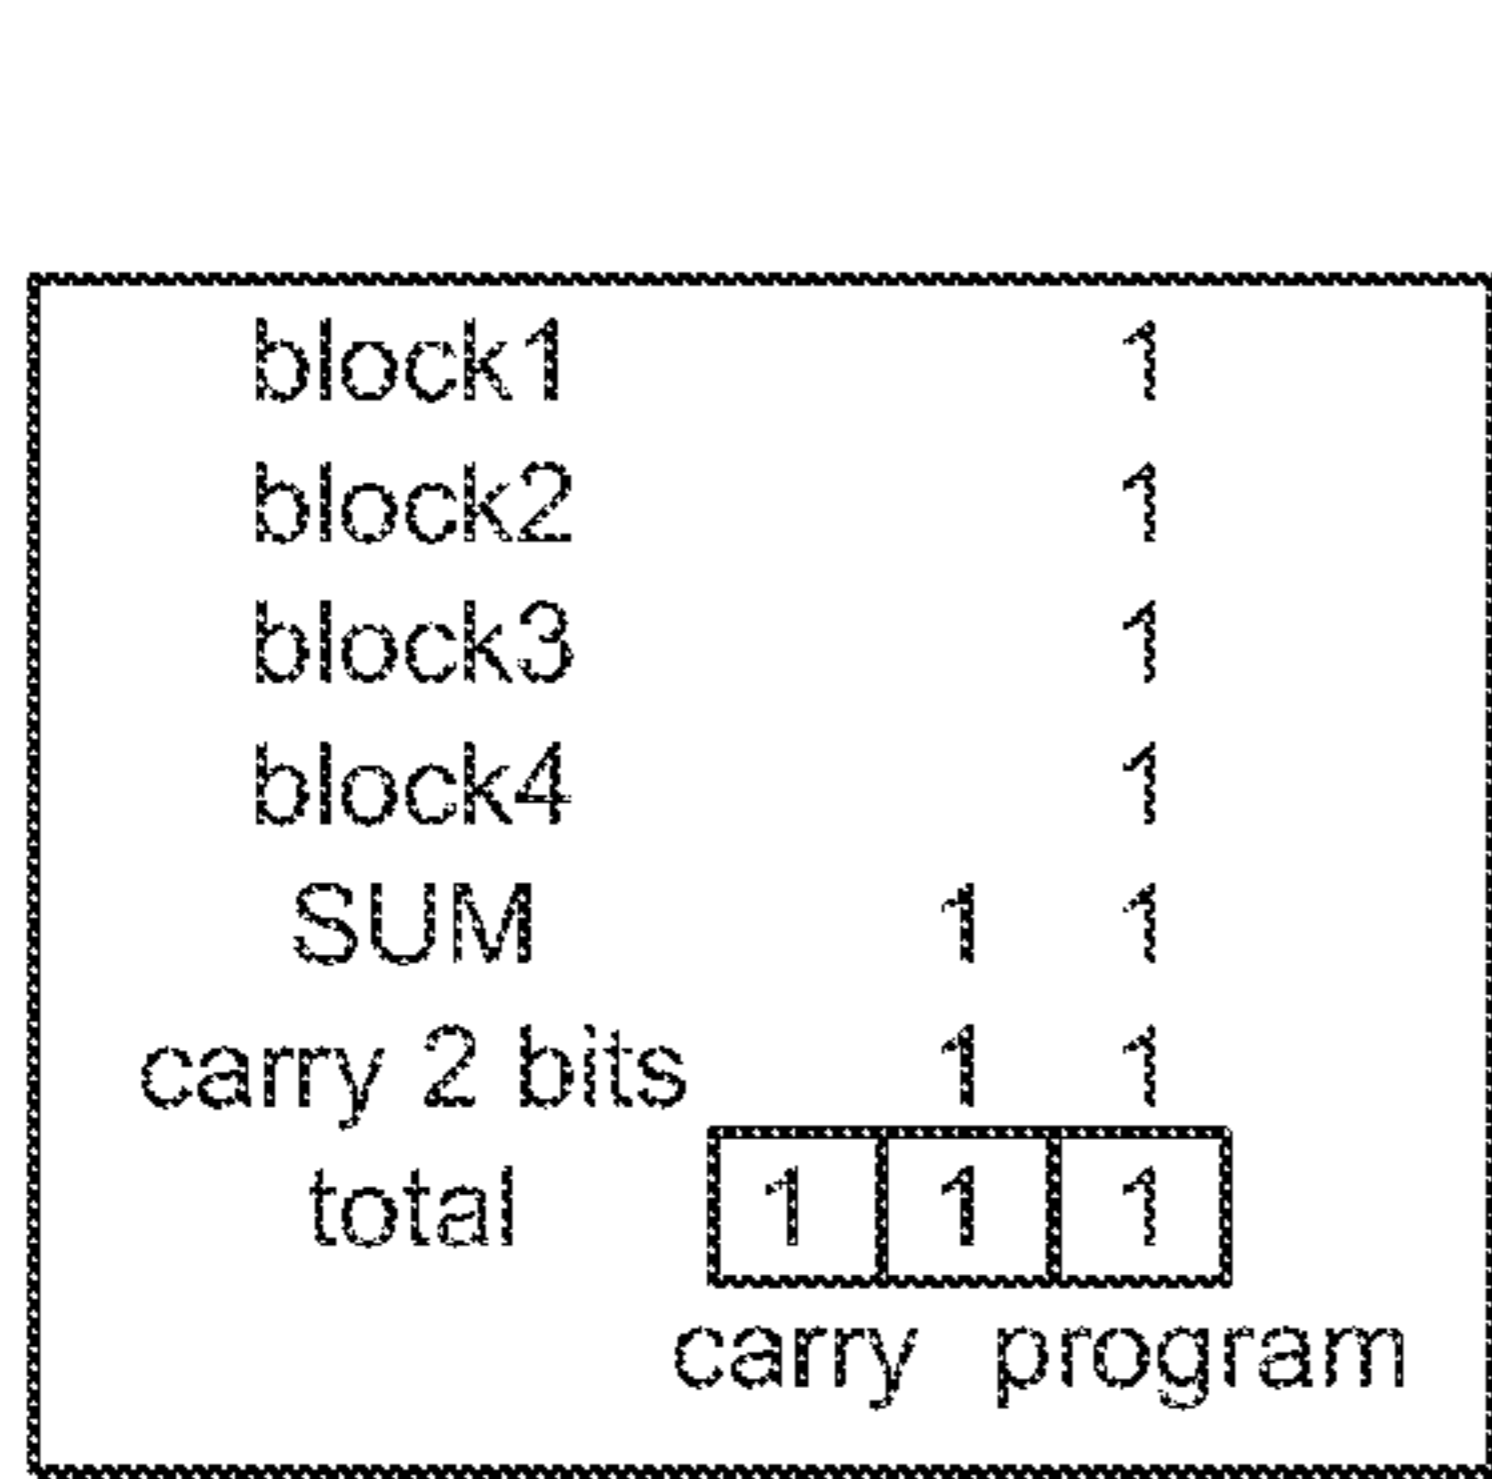 block1 1
block2 1
block3 1
block4 1
SUM 1 1
carry 2 bits 1 1
total 1 1 1
carry program